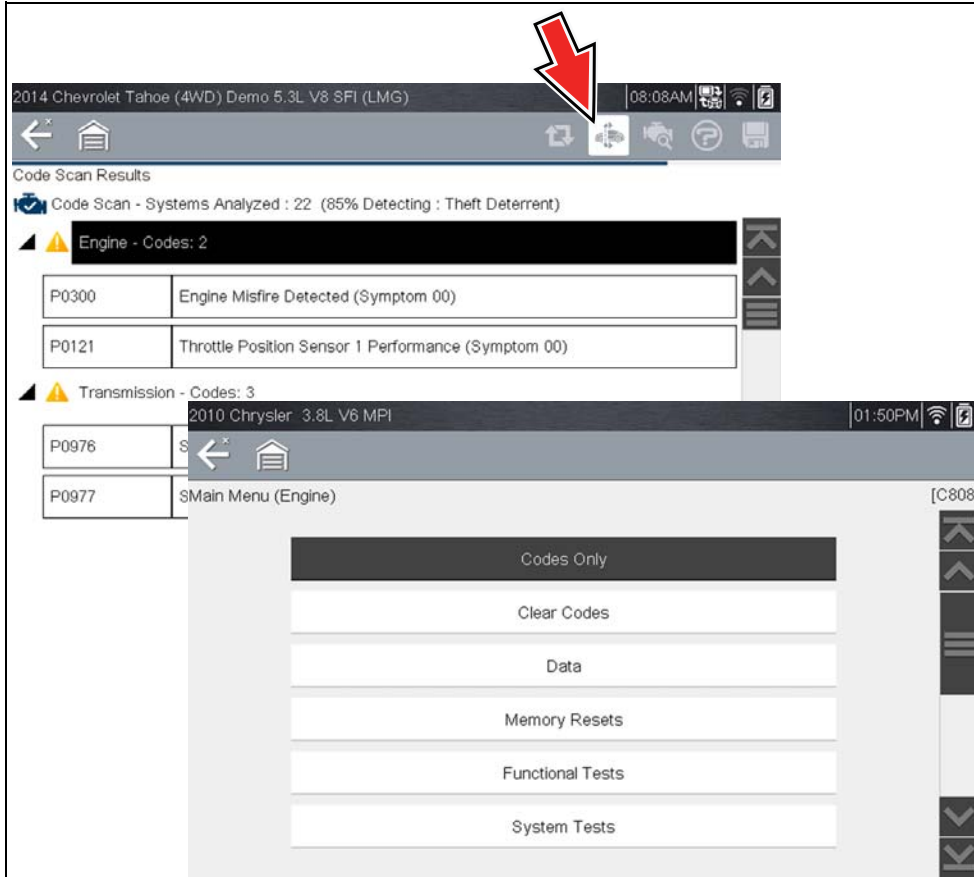 2014 Chevrolet Tahoe (4WD) Demo 5.3L V8 SFI (LMG) 08:08AM
Code Scan Results
Code Scan - Systems Analyzed : 22 (85% Detecting : Theft Deterrent)
Engine - Codes: 2
P0300 Engine Misfire Detected (Symptom 00)
P0121 Throttle Position Sensor 1 Performance (Symptom 00)
Transmission - Codes: 3
P0976 S
P0977 S
2010 Chrysler 3.8L V6 MPI 01:50PM
Main Menu (Engine) [C808
Codes Only
Clear Codes
Data
Memory Resets
Functional Tests
System Tests